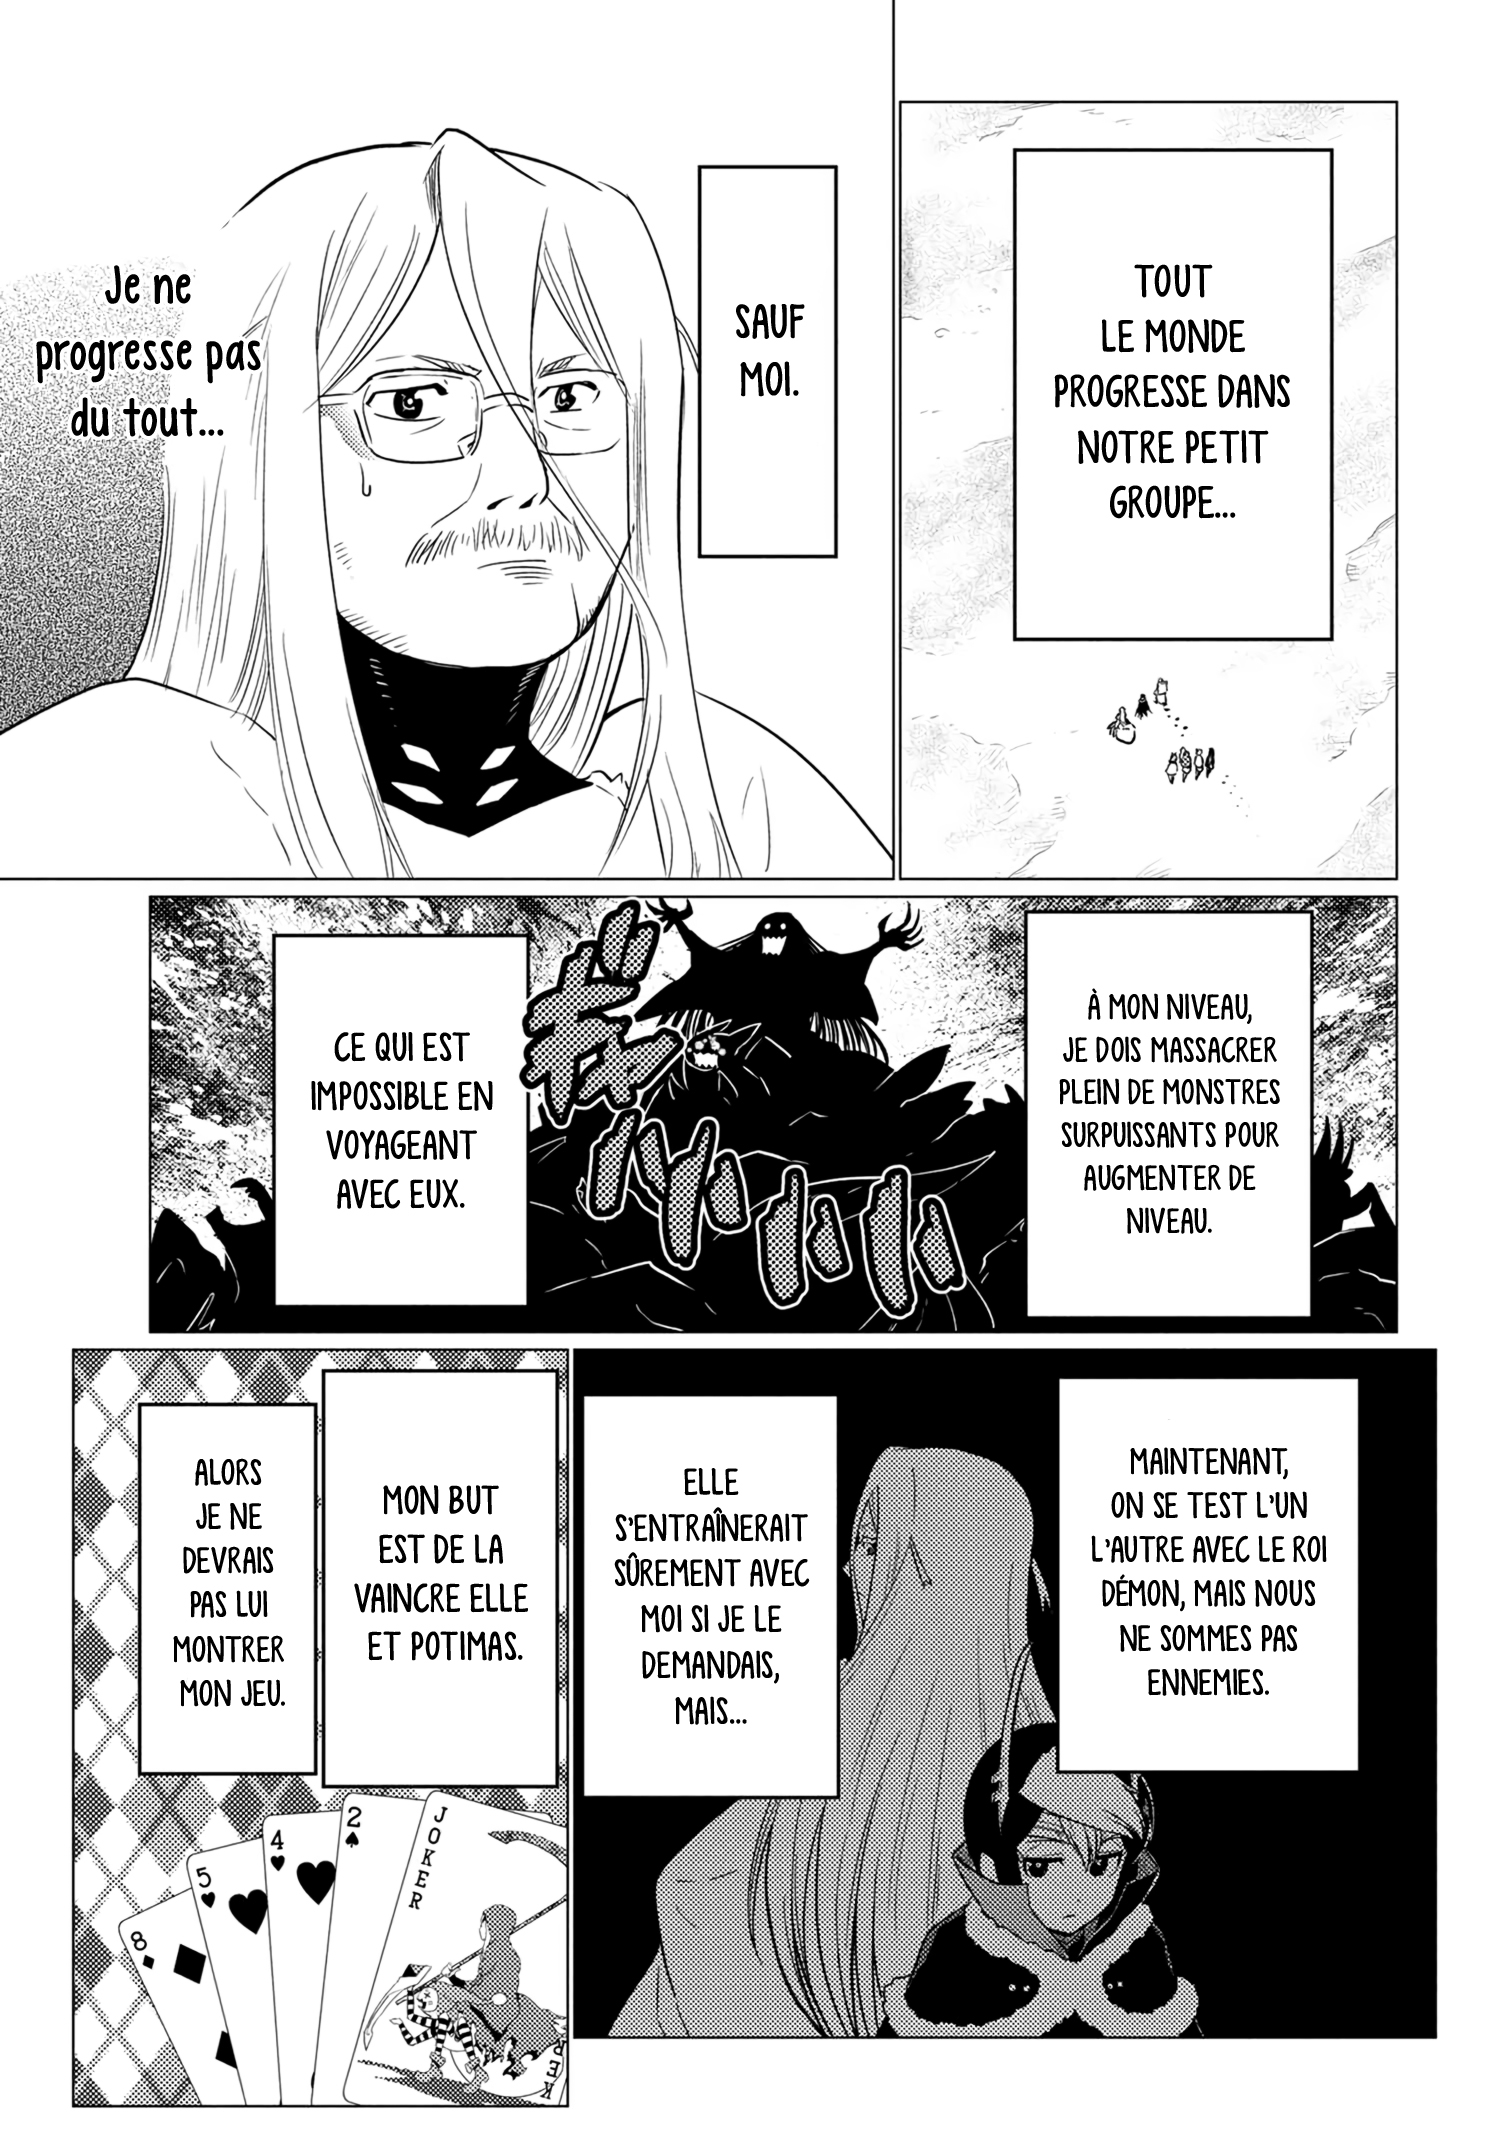 TOUT
LE MONDE
PROGRESSE DANS
NOTRE PETIT
GROUPE...
SAUF
MOI.
Je ne
progresse pas
du tout...
À MON NIVEAU,
JE DOIS MASSACRER
PLEIN DE MONSTRES
SURPUISSANTS POUR
AUGMENTER DE
NIVEAU.
CE QUI EST
IMPOSSIBLE EN
VOYAGEANT
AVEC EUX.
MAINTENANT,
ON SE TEST L'UN
L'AUTRE AVEC LE ROI
DÉMON, MAIS NOUS
NE SOMMES PAS
ENNEMIES.
ELLE
S'ENTRAÎNERAIT
SÛREMENT AVEC
MOI SI JE LE
DEMANDAIS,
MAIS...
MON BUT
EST DE LA
VAINCRE ELLE
ET POTIMAS.
ALORS
JE NE
DEVRAIS
PAS LUI
MONTRER
MON JEU.
8
5
4
2
JOKER